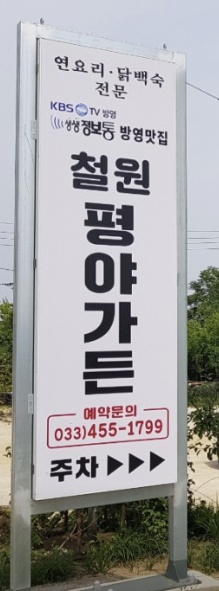 연요리·닭백숙
전문
KBS TV 방영
생생정보통 방영맛집
철원
평야가든
예약문의
033)455-1799
주차 ▶▶▶